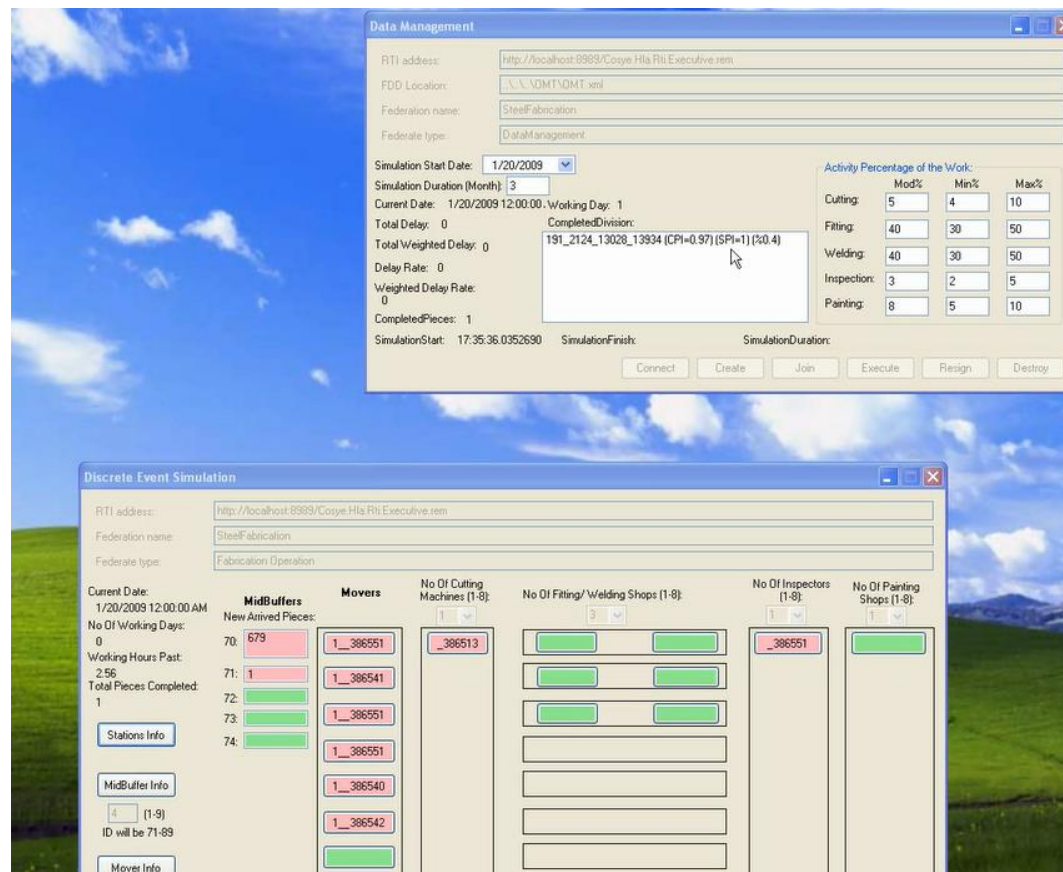 Data Management
RTI address: http://localhost:8989/Cosye.Hla.Rti.Executive.rem
FDD Location: ..\..\..\OMT\OMT.xml
Federation name: SteelFabrication
Federate type: DataManagement
Simulation Start Date: 1/20/2009
Simulation Duration (Month): 3
Current Date: 1/20/2009 12:00:00 Working Day: 1
Total Delay: 0 CompletedDivision:
Total Weighted Delay: 0 191_2124_13028_13934 (CPI=0.97) (SPI=1) (%0.4)
Delay Rate: 0
Weighted Delay Rate:
0
CompletedPieces: 1
Activity Percentage of the Work:
Mod% Min% Max%
Cutting: 5 4 10
Fitting: 40 30 50
Welding: 40 30 50
Inspection: 3 2 5
Painting: 8 5 10
SimulationStart: 17:35:36.0352690 SimulationFinish: SimulationDuration:
Connect Create Join Execute Resign Destroy
Discrete Event Simulation
RTI address: http://localhost:8989/Cosye.Hla.Rti.Executive.rem
Federation name: SteelFabrication
Federate type: Fabrication Operation
Current Date:
1/20/2009 12:00:00 AM
No Of Working Days:
0
Working Hours Past:
2.56
Total Pieces Completed:
1
Stations Info
MidBuffer Info
4 (1-9)
ID will be 71-89
Mover Info
MidBuffers
New Arrived Pieces:
70: 679
71: 1
72:
73:
74:
Movers
1__386551
1__386541
1__386551
1__386551
1__386540
1__386542
No Of Cutting
Machines (1-8):
1
_386513
No Of Fitting/ Welding Shops (1-8):
3
No Of Inspectors
(1-8):
1
_386551
No Of Painting
Shops (1-8):
1